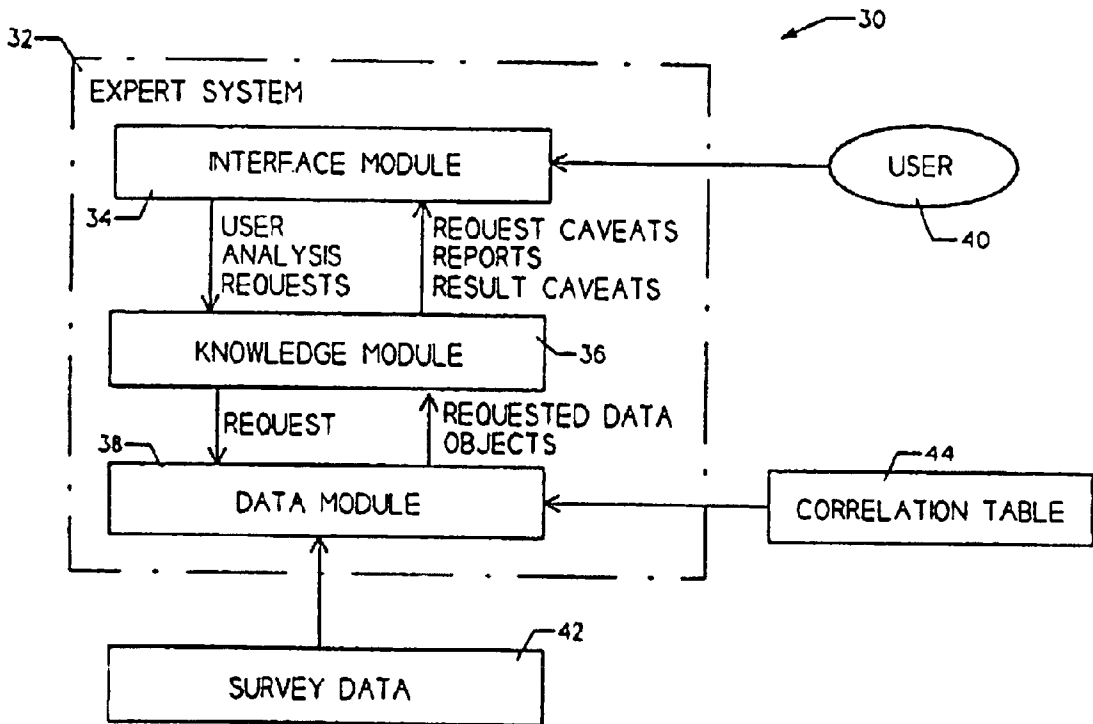 30
32
EXPERT SYSTEM
INTERFACE MODULE
USER
34
40
USER
ANALYSIS
REQUESTS
REQUEST CAVEATS
REPORTS
RESULT CAVEATS
KNOWLEDGE MODULE
36
REQUEST
REQUESTED DATA
OBJECTS
38
DATA MODULE
44
CORRELATION TABLE
42
SURVEY DATA